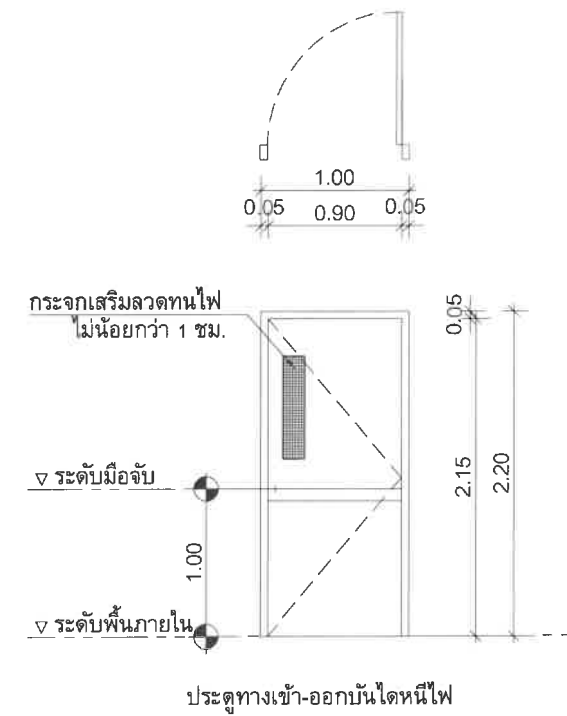 1.00
0.05 0.90 0.05
กระจกเสริมลวดทนไฟ
ไม่น้อยกว่า 1 ชม.
0.05
▽ ระดับมือจับ
2.15
2.20
1.00
▽ ระดับพื้นภายใน
ประตูทางเข้า-ออกบันไดหนีไฟ